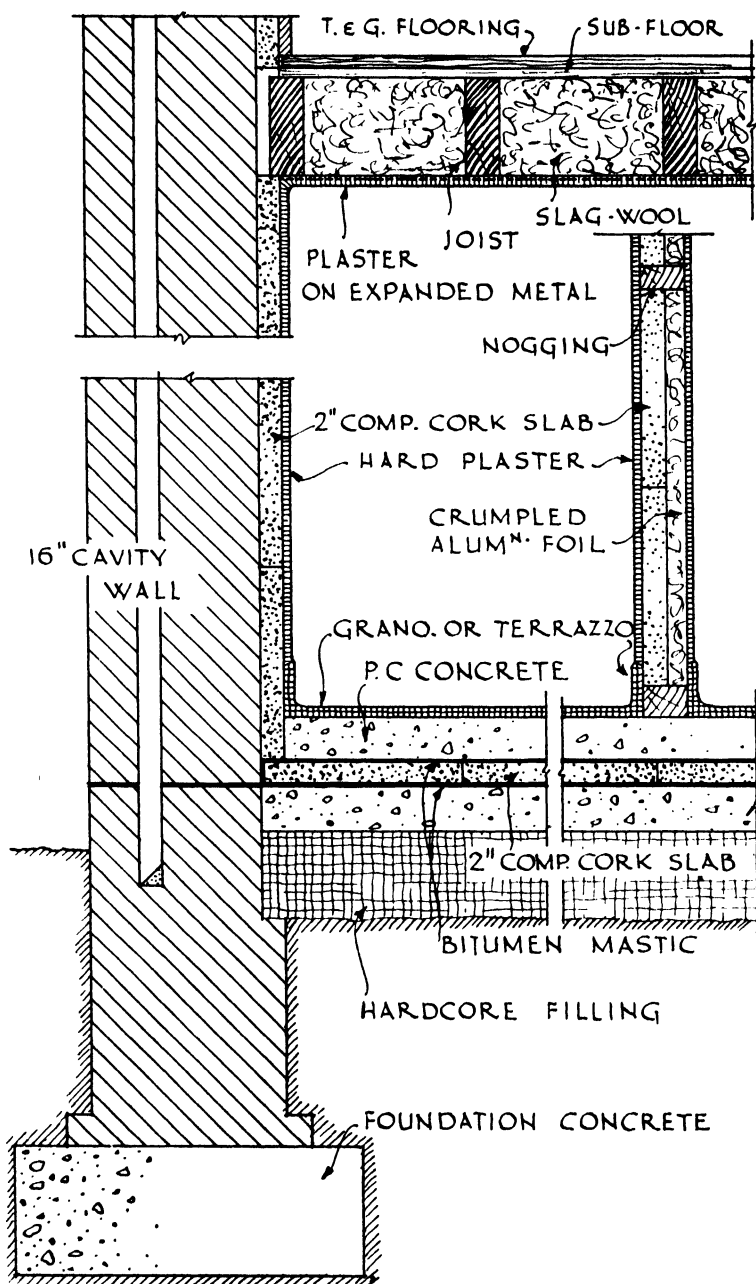 T. & G. FLOORING
SUB-FLOOR
SLAG-WOOL
JOIST
PLASTER
ON EXPANDED METAL
NOGGING
2" COMP. CORK SLAB
HARD PLASTER
CRUMPLED
ALUMN. FOIL
16" CAVITY
WALL
GRANO. OR TERRAZZO
P.C CONCRETE
2" COMP. CORK SLAB
BITUMEN MASTIC
HARDCORE FILLING
FOUNDATION CONCRETE